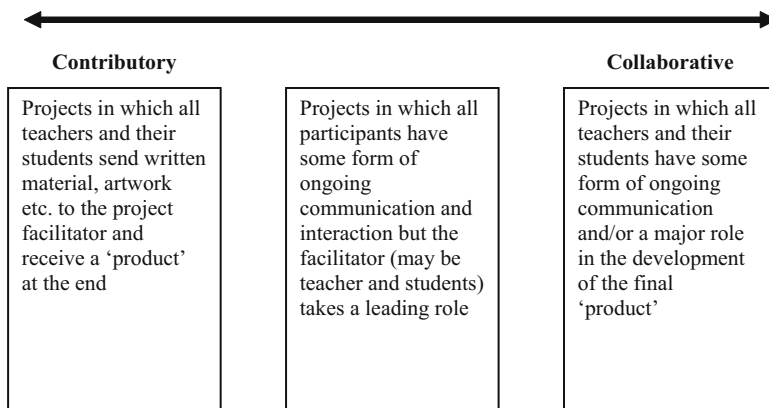 Contributory
Projects in which all
teachers and their
students send written
material, artwork
etc. to the project
facilitator and
receive a ‘product’
at the end
Projects in which all
participants have
some form of
ongoing
communication and
interaction but the
facilitator (may be
teacher and students)
takes a leading role
Collaborative
Projects in which all
teachers and their
students have some
form of ongoing
communication
and/or a major role
in the development
of the final
‘product’